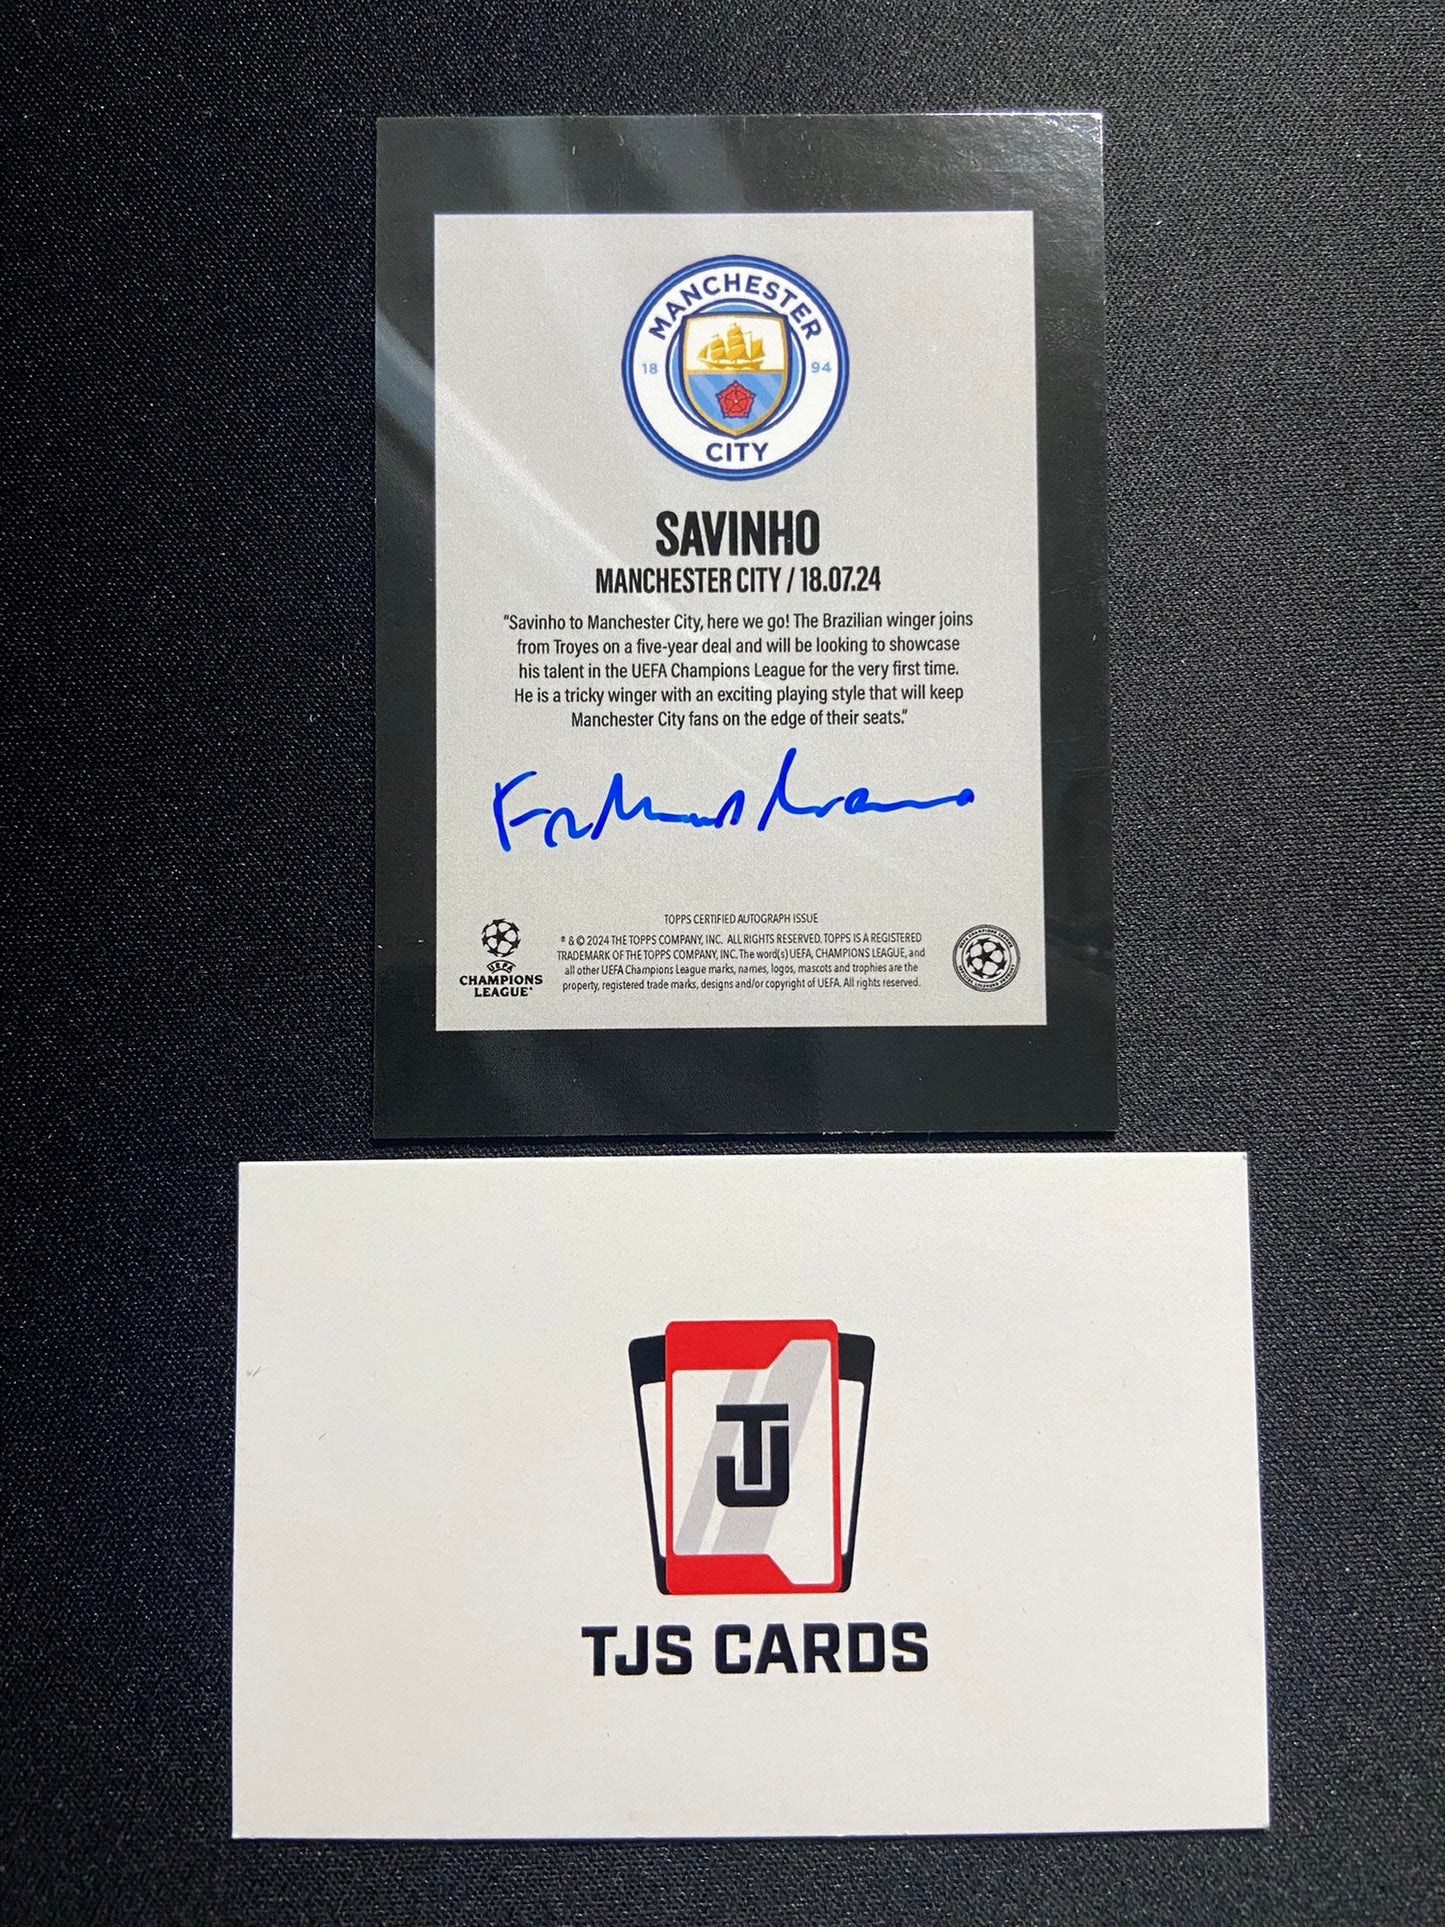 MANCHESTER
18 94
CITY
SAVINHO
MANCHESTER CITY / 18.07.24
"Savinho to Manchester City, here we go! The Brazilian winger joins
from Troyes on a five-year deal and will be looking to showcase
his talent in the UEFA Champions League for the very first time.
He is a tricky winger with an exciting playing style that will keep
Manchester City fans on the edge of their seats."
TOPPS CERTIFIED AUTOGRAPH ISSUE
® & © 2024 THE TOPPS COMPANY, INC. ALL RIGHTS RESERVED. TOPPS IS A REGISTERED
TRADEMARK OF THE TOPPS COMPANY, INC. The word(s) UEFA, CHAMPIONS LEAGUE, and
all other UEFA Champions League marks, names, logos, mascots and trophies are the
property, registered trade marks, designs and/or copyright of UEFA. All rights reserved.
UEFA
CHAMPIONS
LEAGUE®
TJ
TJS CARDS